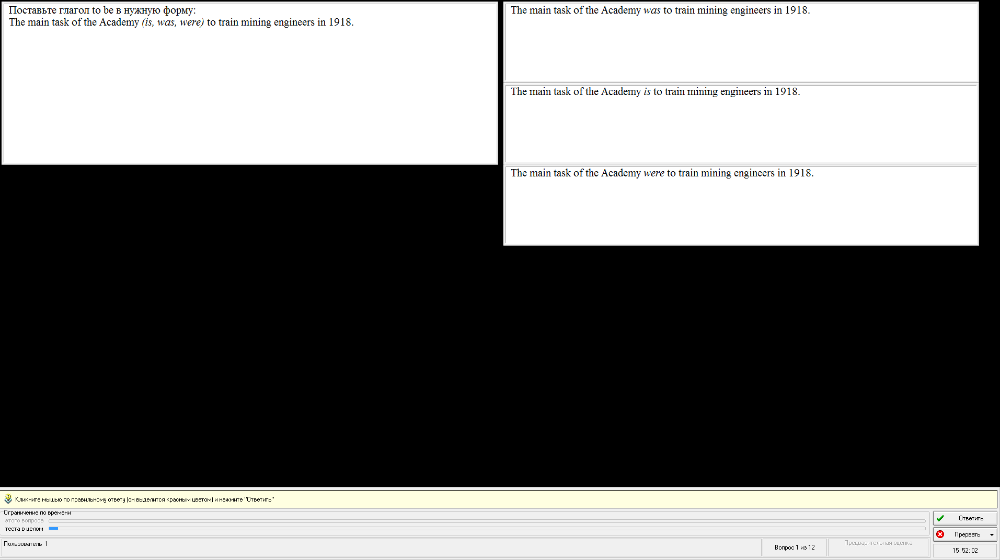 Поставьте глагол to be в нужную форму:
The main task of the Academy (is, was, were) to train mining engineers in 1918.
The main task of the Academy was to train mining engineers in 1918.
The main task of the Academy is to train mining engineers in 1918.
The main task of the Academy were to train mining engineers in 1918.
Кликните мышью по правильному ответу (он выделится красным цветом) и нажмите "Ответить"
Ограничение по времени
этого вопроса
теста в целом
Ответить
Прервать
Пользователь 1
Вопрос 1 из 12
Предварительная оценка
15:52:02